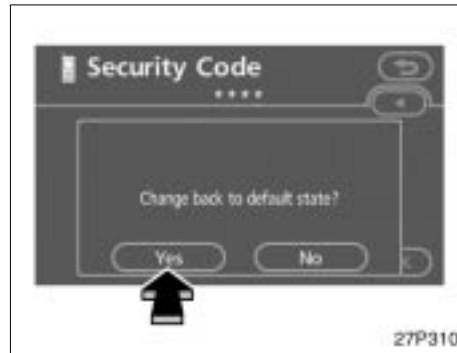 Security Code
****
Change back to default state?
Yes No
27P310